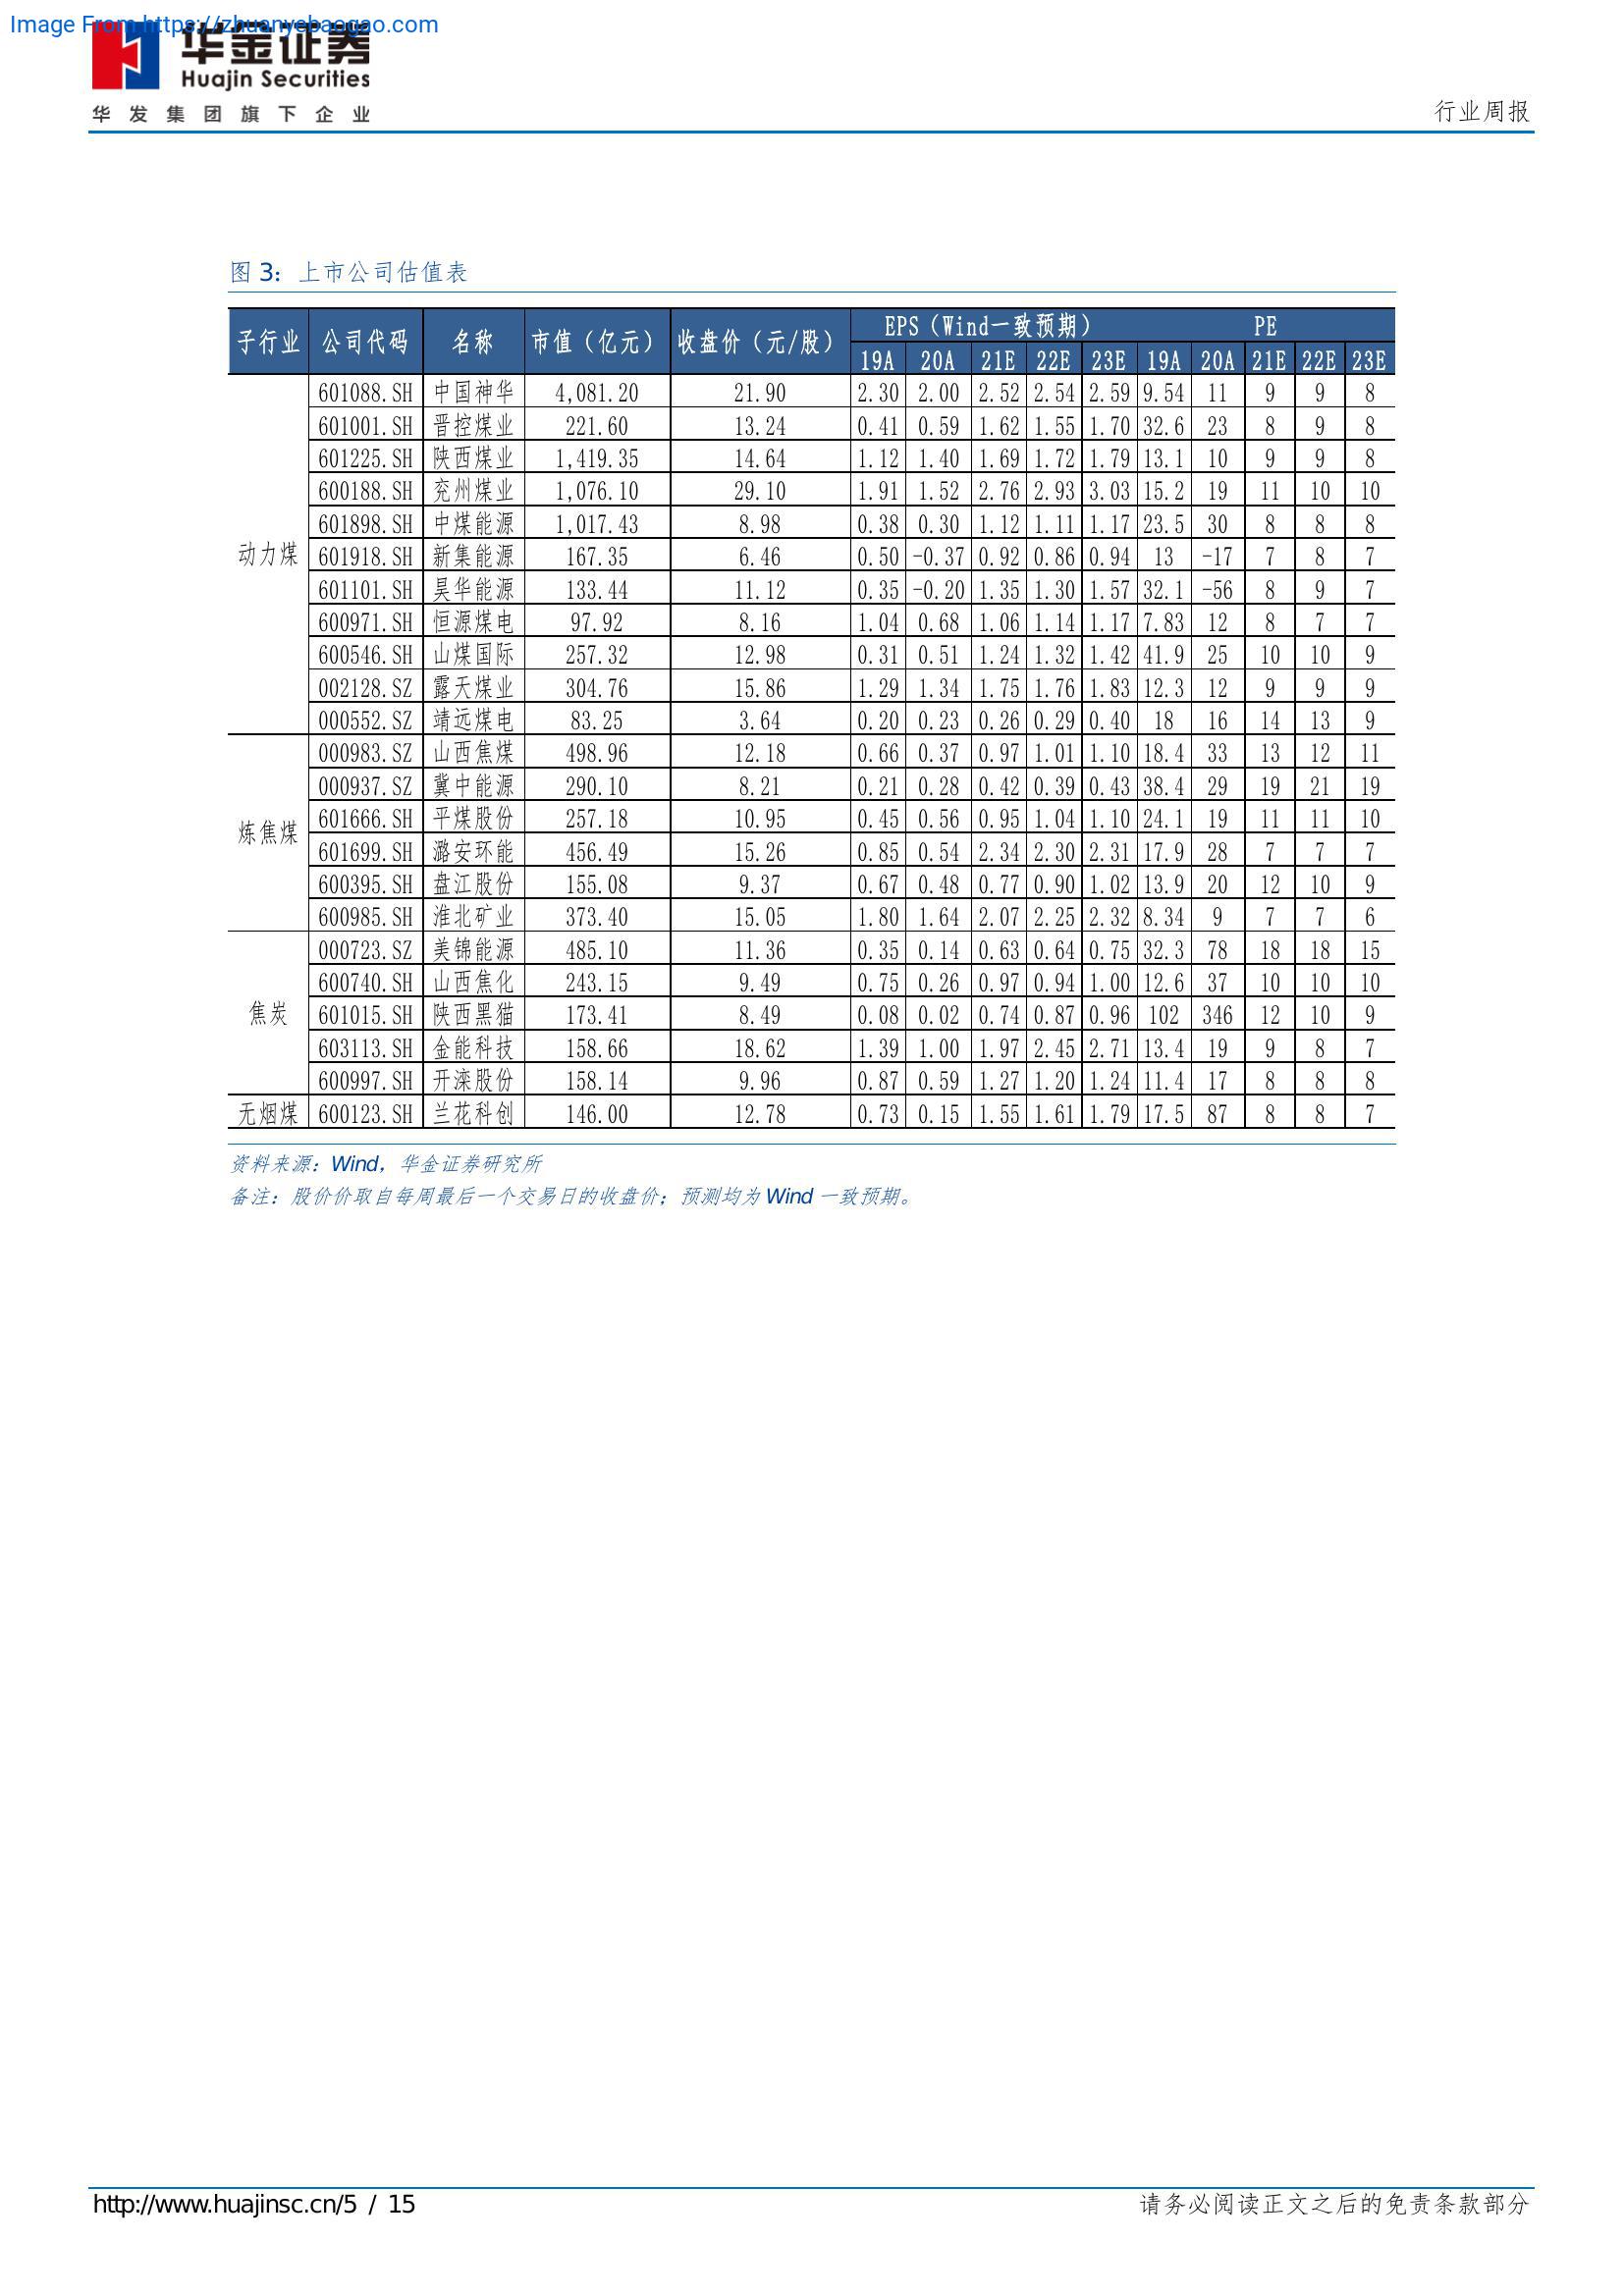 Image From https://zhuanyebaogao.com
华金证券
Huajin Securities
华发集团旗下企业
行业周报
图 3：上市公司估值表
子行业 公司代码 名称 市值（亿元） 收盘价（元/股） EPS（Wind一致预期） PE
19A 20A 21E 22E 23E 19A 20A 21E 22E 23E
601088.SH 中国神华 4,081.20 21.90 2.30 2.00 2.52 2.54 2.59 9.54 11 9 9 8
601001.SH 晋控煤业 221.60 13.24 0.41 0.59 1.62 1.55 1.70 32.6 23 8 9 8
601225.SH 陕西煤业 1,419.35 14.64 1.12 1.40 1.69 1.72 1.79 13.1 10 9 9 8
600188.SH 兖州煤业 1,076.10 29.10 1.91 1.52 2.76 2.93 3.03 15.2 19 11 10 10
601898.SH 中煤能源 1,017.43 8.98 0.38 0.30 1.12 1.11 1.17 23.5 30 8 8 8
动力煤 601918.SH 新集能源 167.35 6.46 0.50 -0.37 0.92 0.86 0.94 13 -17 7 8 7
601101.SH 昊华能源 133.44 11.12 0.35 -0.20 1.35 1.30 1.57 32.1 -56 8 9 7
600971.SH 恒源煤电 97.92 8.16 1.04 0.68 1.06 1.14 1.17 7.83 12 8 7 7
600546.SH 山煤国际 257.32 12.98 0.31 0.51 1.24 1.32 1.42 41.9 25 10 10 9
002128.SZ 露天煤业 304.76 15.86 1.29 1.34 1.75 1.76 1.83 12.3 12 9 9 9
000552.SZ 靖远煤电 83.25 3.64 0.20 0.23 0.26 0.29 0.40 18 16 14 13 9
000983.SZ 山西焦煤 498.96 12.18 0.66 0.37 0.97 1.01 1.10 18.4 33 13 12 11
000937.SZ 冀中能源 290.10 8.21 0.21 0.28 0.42 0.39 0.43 38.4 29 19 21 19
炼焦煤 601666.SH 平煤股份 257.18 10.95 0.45 0.56 0.95 1.04 1.10 24.1 19 11 11 10
601699.SH 潞安环能 456.49 15.26 0.85 0.54 2.34 2.30 2.31 17.9 28 7 7 7
600395.SH 盘江股份 155.08 9.37 0.67 0.48 0.77 0.90 1.02 13.9 20 12 10 9
600985.SH 淮北矿业 373.40 15.05 1.80 1.64 2.07 2.25 2.32 8.34 9 7 7 6
000723.SZ 美锦能源 485.10 11.36 0.35 0.14 0.63 0.64 0.75 32.3 78 18 18 15
600740.SH 山西焦化 243.15 9.49 0.75 0.26 0.97 0.94 1.00 12.6 37 10 10 10
焦炭 601015.SH 陕西黑猫 173.41 8.49 0.08 0.02 0.74 0.87 0.96 102 346 12 10 9
603113.SH 金能科技 158.66 18.62 1.39 1.00 1.97 2.45 2.71 13.4 19 9 8 7
600997.SH 开滦股份 158.14 9.96 0.87 0.59 1.27 1.20 1.24 11.4 17 8 8 8
无烟煤 600123.SH 兰花科创 146.00 12.78 0.73 0.15 1.55 1.61 1.79 17.5 87 8 8 7
资料来源：Wind，华金证券研究所
备注：股价价取自每周最后一个交易日的收盘价；预测均为 Wind 一致预期。
http://www.huajinsc.cn/5 / 15
请务必阅读正文之后的免责条款部分